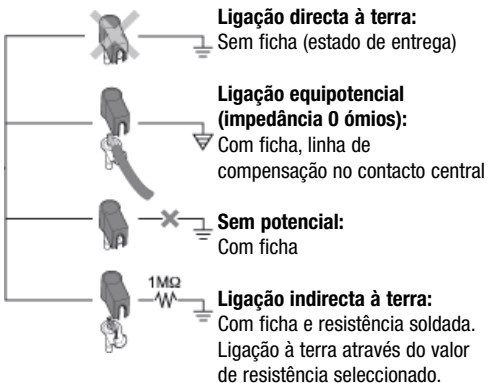 Ligação directa à terra:
Sem ficha (estado de entrega)
Ligação equipotencial
(impedância 0 ómios):
Com ficha, linha de
compensação no contacto central
Sem potencial:
Com ficha
1MΩ
Ligação indirecta à terra:
Com ficha e resistência soldada.
Ligação à terra através do valor
de resistência seleccionado.